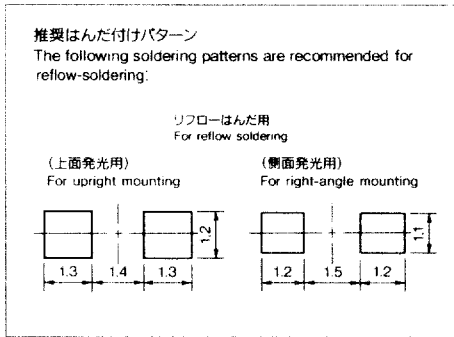 推奨はんだ付けパターン
The following soldering patterns are recommended for
reflow-soldering:
リフローはんだ用
For reflow soldering
(上面発光用)
For upright mounting
1.3 1.4 1.3
1.2
(側面発光用)
For right-angle mounting
1.2 1.5 1.2
1.1